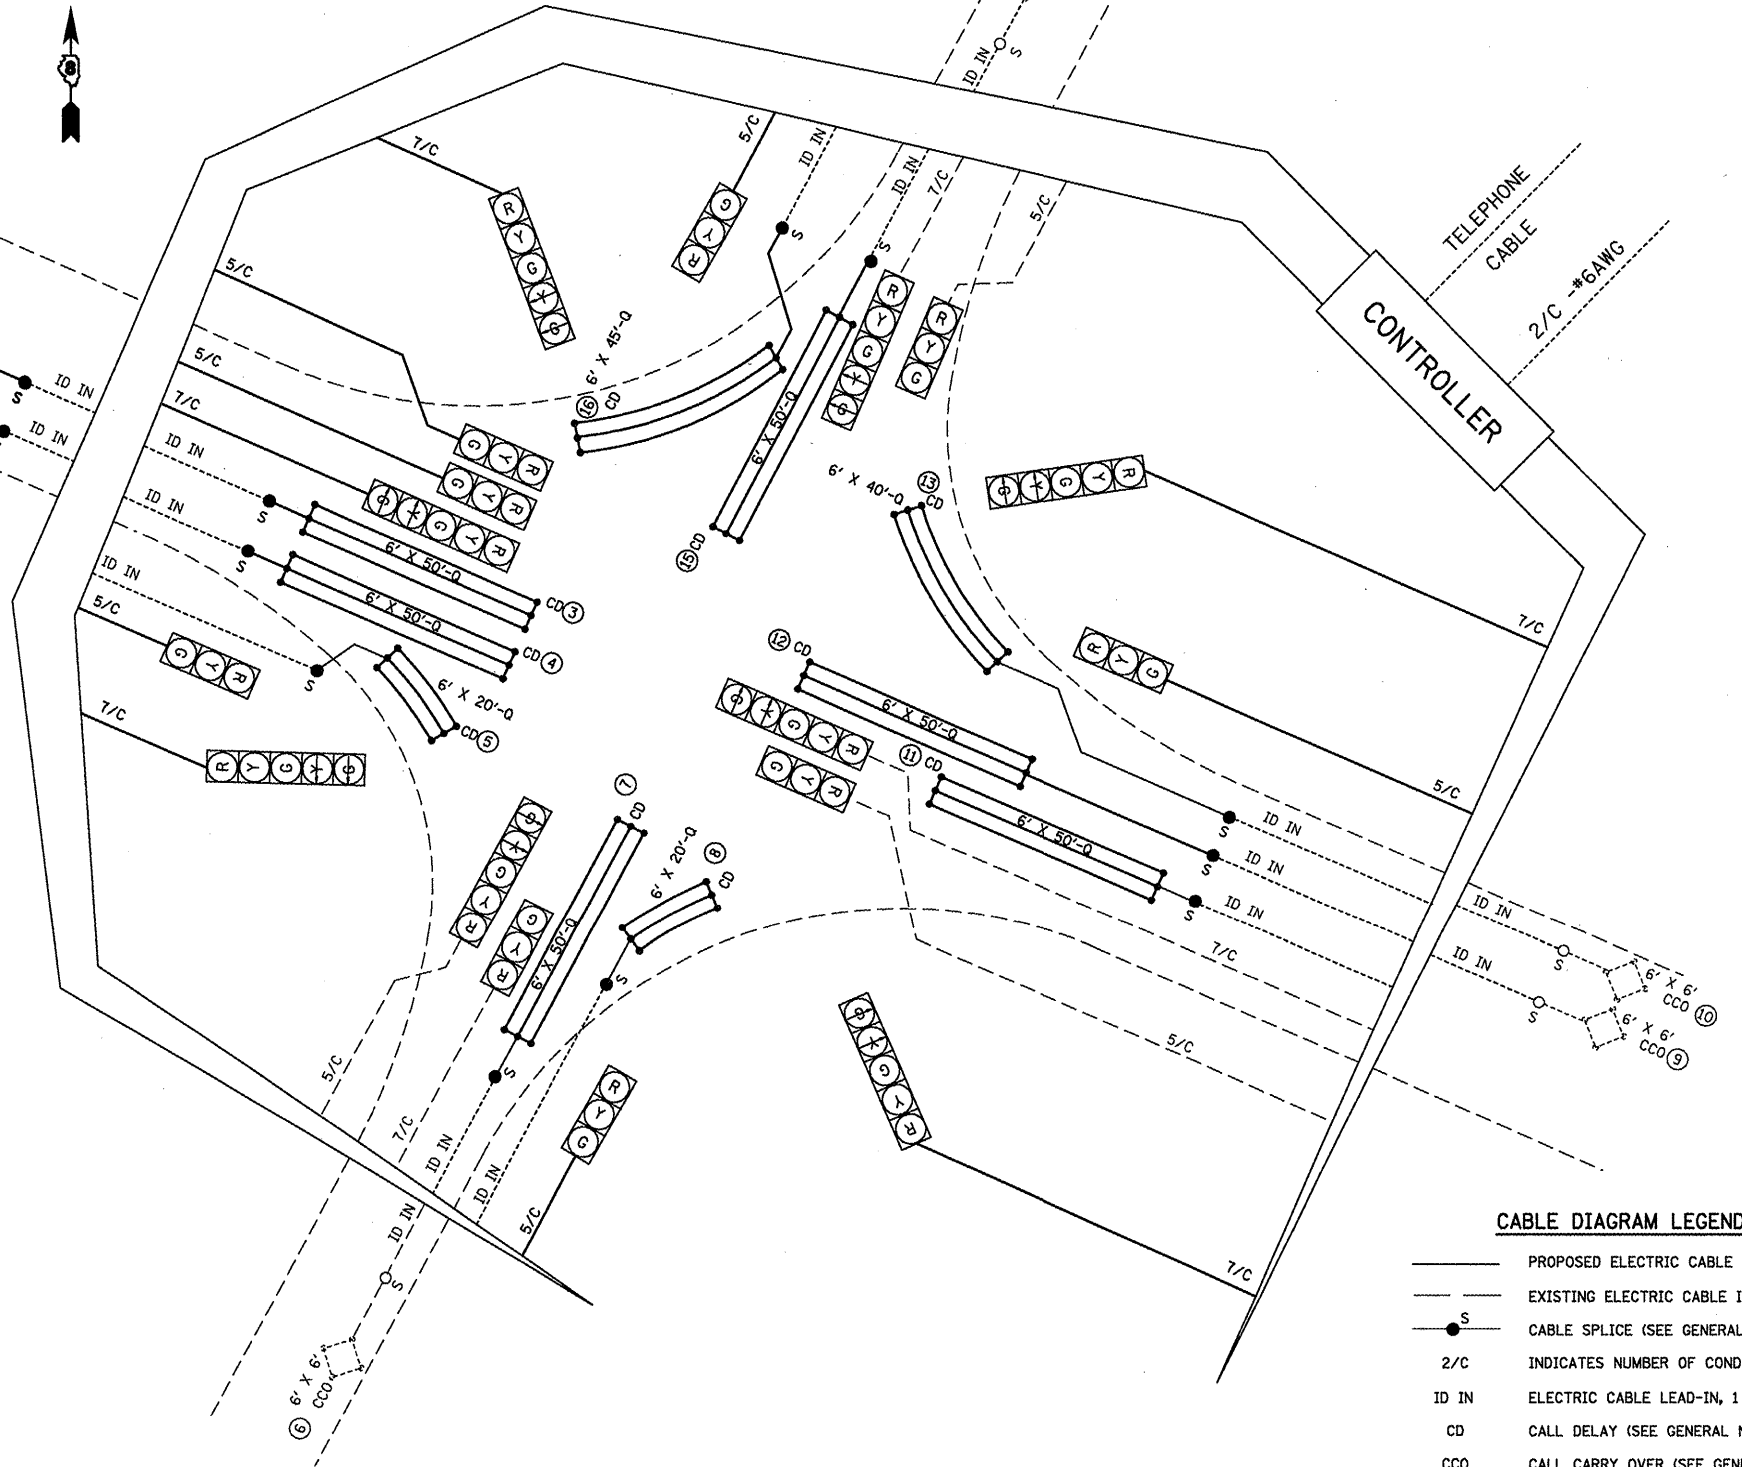 8
ID IN
S
7/C
5/C
ID IN
ID IN
7/C
5/C
TELEPHONE
CABLE
2/C -#6AWG
CONTROLLER
R Y G Y G
G Y R
S
S
R Y G Y G
R Y G
5/C
6' X 45'-Q
16 CD
6' X 50'-Q
15 CD
6' X 40'-Q
13 CD
G Y G Y R
7/C
5/C
7/C
G Y R
G Y R
G Y G Y R
ID IN
S
ID IN
S
ID IN
S
ID IN
S
6' X 50'-Q
CD 3
6' X 50'-Q
CD 4
ID IN
S
6' X 20'-Q
CD 5
5/C
G Y R
7/C
R Y G Y G
7/C
R Y G
5/C
12 CD
6' X 50'-Q
G Y G Y R
11 CD
G Y R
6' X 50'-Q
S
ID IN
S
ID IN
S
ID IN
7 CD
6' X 50'-Q
6' X 20'-Q
8 CD
G Y G Y R
G Y R
S
S
ID IN
S
6' X 6'
CCO 10
ID IN
S
6' X 6'
CCO 9
7/C
5/C
G Y G Y R
7/C
R Y G
5/C
5/C
7/C
ID IN
ID IN
ID IN
S
6' X 6'
CCO
6
CABLE DIAGRAM LEGEND
PROPOSED ELECTRIC CABLE
EXISTING ELECTRIC CABLE I
S
CABLE SPLICE (SEE GENERAL
2/C INDICATES NUMBER OF COND
ID IN ELECTRIC CABLE LEAD-IN, 1
CD CALL DELAY (SEE GENERAL N
CCO CALL CARRY OVER (SEE GENE